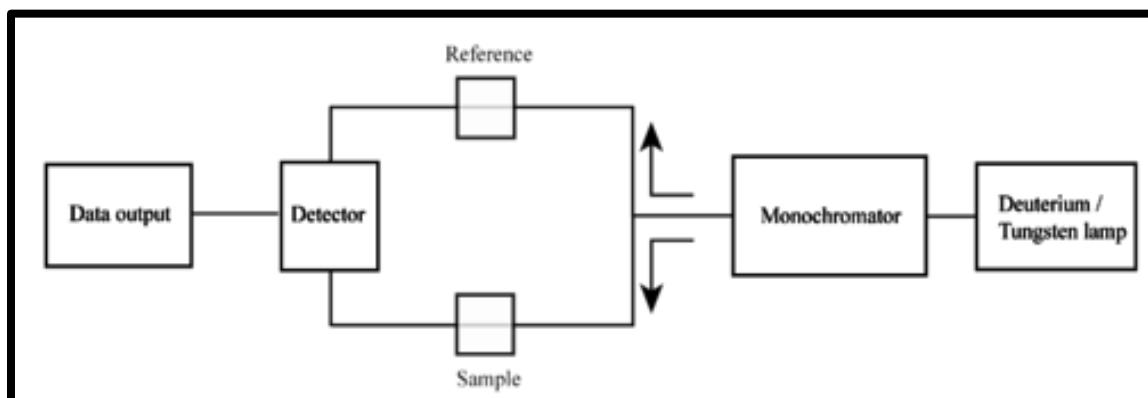 Reference
Data output
Detector
Monochromator
Deuterium /
Tungsten lamp
Sample